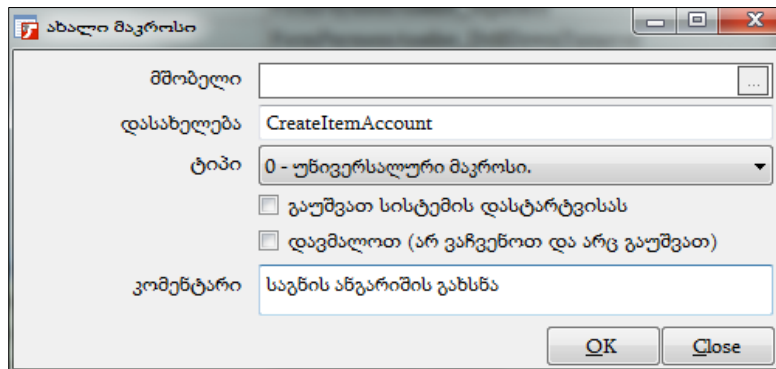 ახალი მაკროსი
მშობელი
...
დასახელება CreateItemAccount
ტიპი 0 - უნივერსალური მაკროსი.
გაუშვათ სისტემის დასტარტვისას
დავმალოთ (არ ვაჩვენოთ და არც გაუშვათ)
კომენტარი საგნის ანგარიშის გახსნა
OK Close